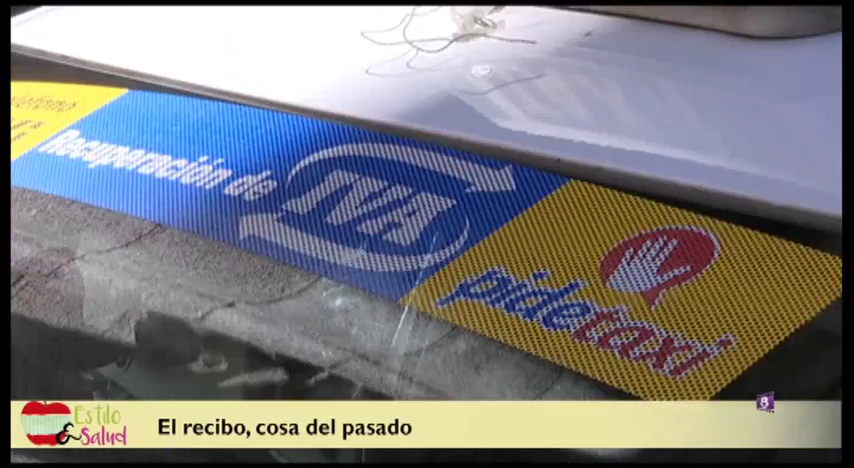 Recuperación de
IVA
pidetaxi
Estilo
& Salud
El recibo, cosa del pasado
8